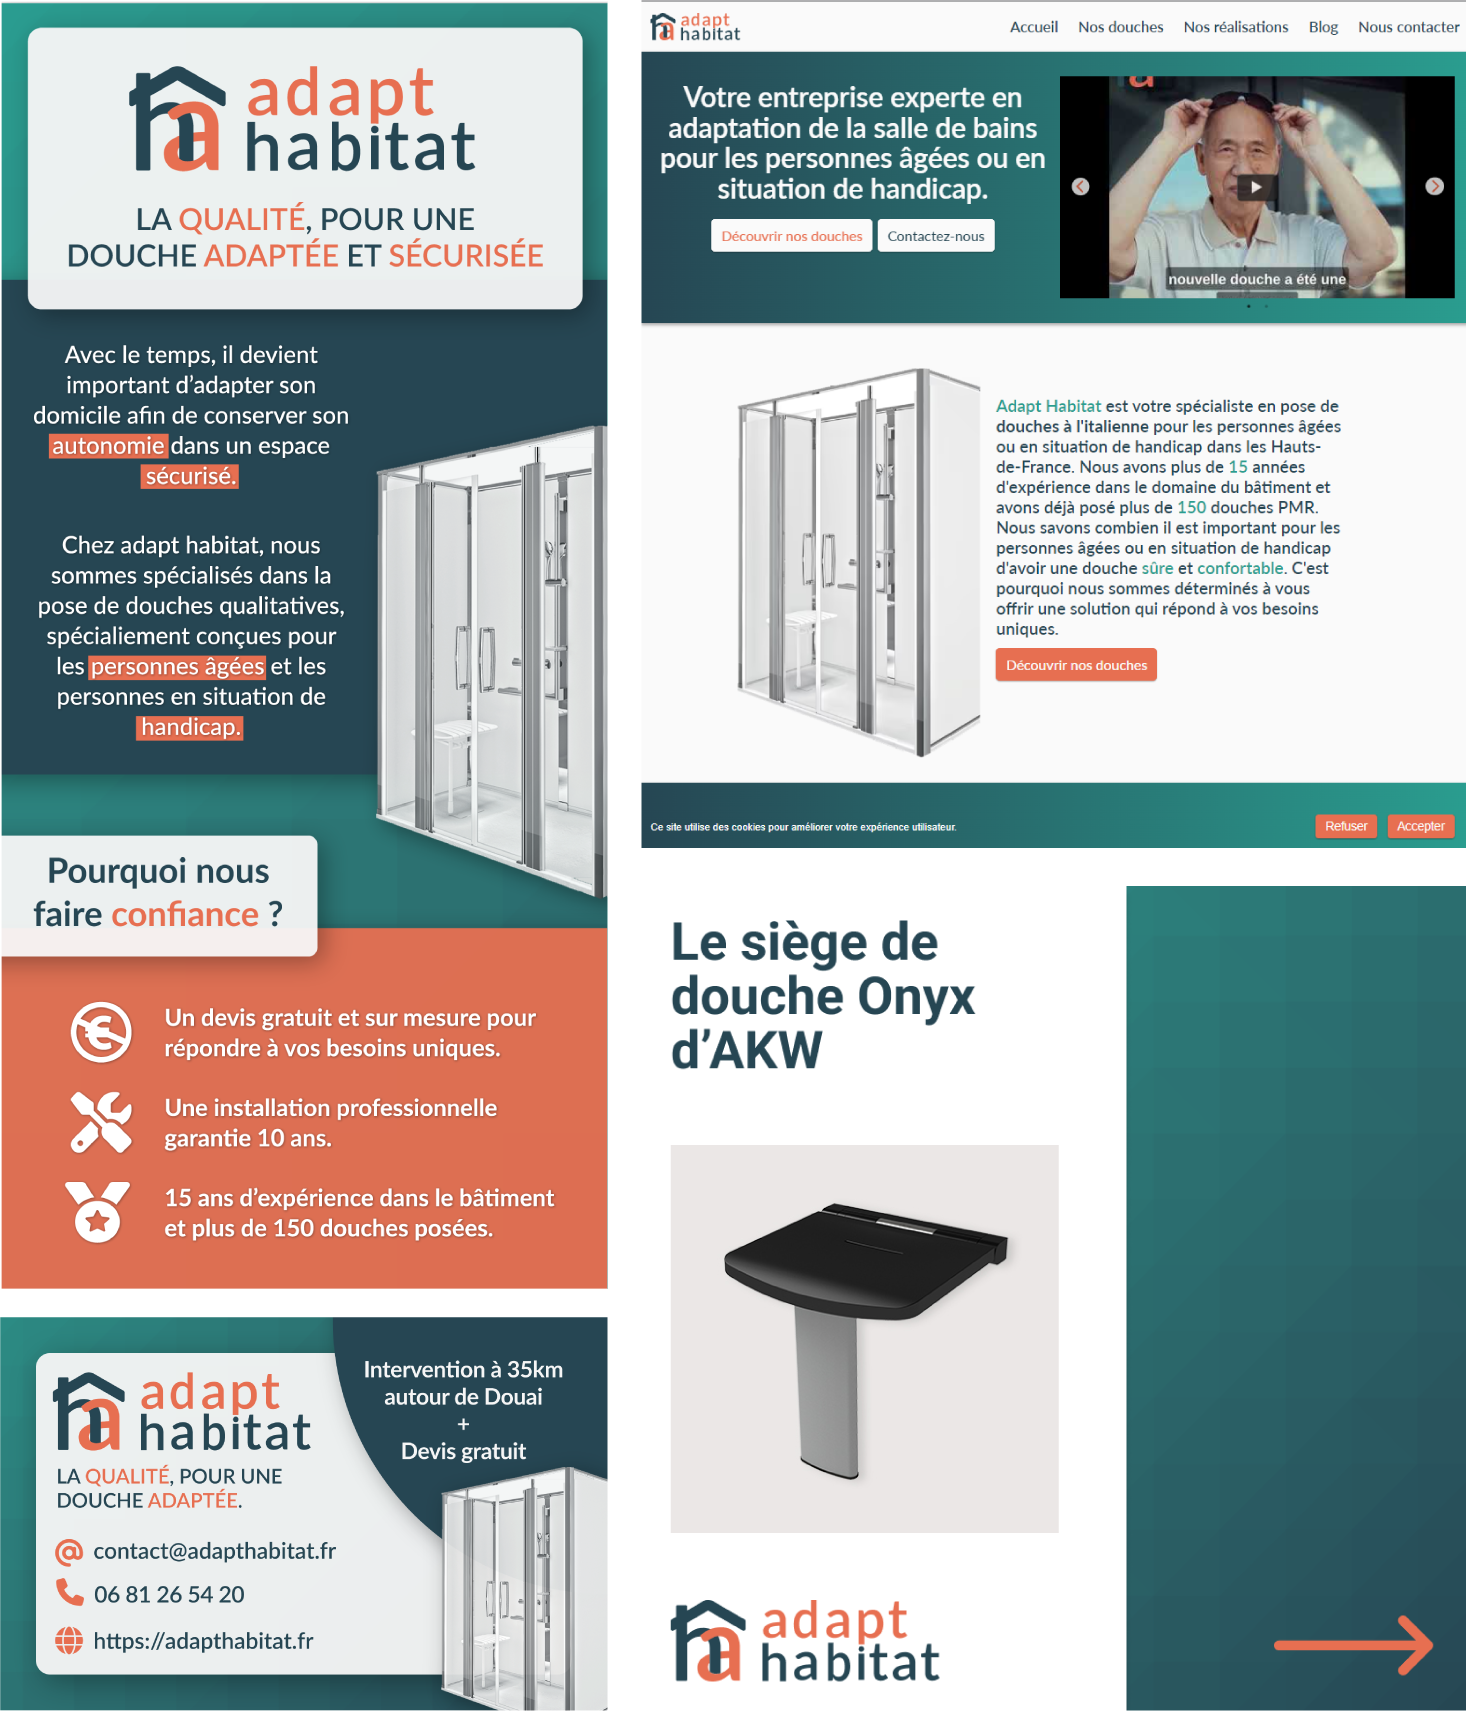 adapt
habitat
LA QUALITÉ, POUR UNE
DOUCHE ADAPTÉE ET SÉCURISÉE
Avec le temps, il devient
important d'adapter son
domicile afin de conserver son
autonomie dans un espace
sécurisé.
Chez adapt habitat, nous
sommes spécialisés dans la
pose de douches qualitatives,
spécialiement conçues pour
les personnes âgées et les
personnes en situation de
handicap.
Pourquoi nous
faire confiance ?
Un devis gratuit et sur mesure pour
répondre à vos besoins uniques.
Une installation professionnelle
garantie 10 ans.
15 ans d'expérience dans le bâtiment
et plus de 150 douches posées.
adapt
habitat
LA QUALITÉ, POUR UNE
DOUCHE ADAPTÉE.
contact@adapthabitat.fr
06 81 26 54 20
https://adapthabitat.fr
Intervention à 35km
autour de Douai
+
Devis gratuit
adapt
habitat
Accueil Nos douches Nos réalisations Blog Nous contacter
Votre entreprise experte en
adaptation de la salle de bains
pour les personnes âgées ou en
situation de handicap.
Découvrir nos douches Contactez-nous
nouvelle douche a été une
Adapt Habitat est votre spécialiste en pose de
douches à l'italienne pour les personnes âgées
ou en situation de handicap dans les Hauts-
de-France. Nous avons plus de 15 années
d'expérience dans le domaine du bâtiment et
avons déjà posé plus de 150 douches PMR.
Nous savons combien il est important pour les
personnes âgées ou en situation de handicap
d'avoir une douche sûre et confortable. C'est
pourquoi nous sommes déterminés à vous
offrir une solution qui répond à vos besoins
uniques.
Découvrir nos douches
Ce site utilise des cookies pour améliorer votre expérience utilisateur.
Refuser Accepter
Le siège de
douche Onyx
d'AKW
adapt
habitat